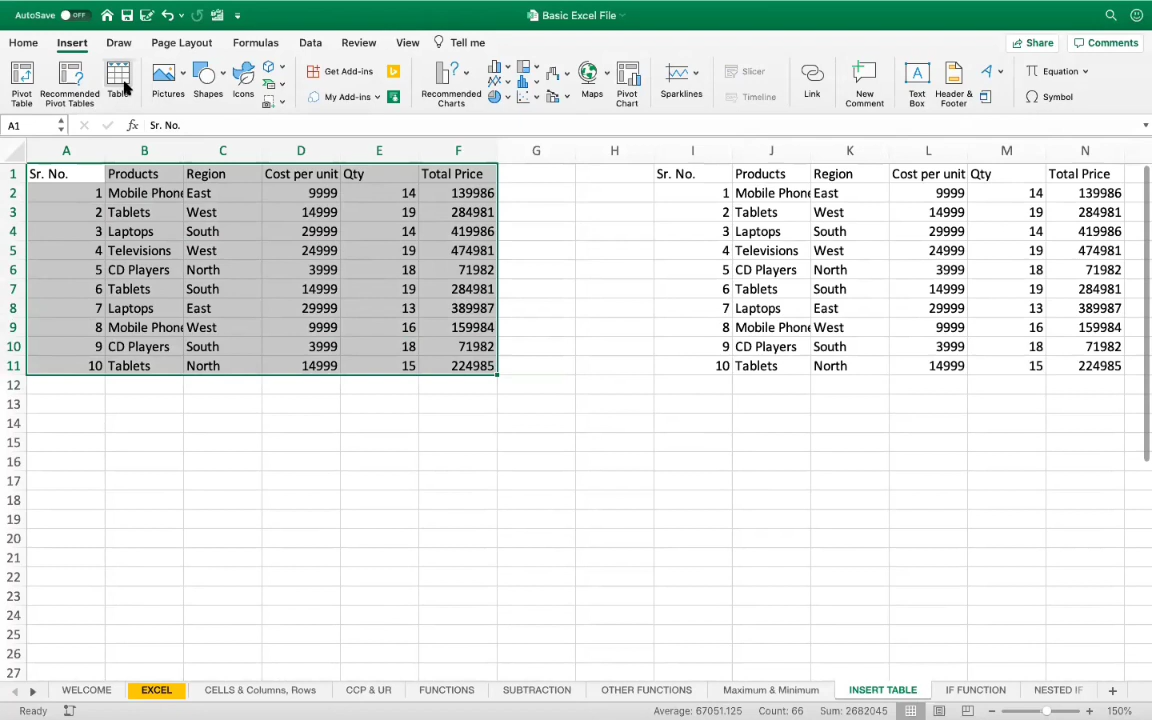 AutoSave OFF Basic Excel File
Home Insert Draw Page Layout Formulas Data Review View Tell me Share Comments
Pivot Table
Recommended Pivot Tables
Table
Pictures
Shapes
Icons
Get Add-ins
My Add-ins
Recommended Charts
Maps
Pivot Chart
Sparklines
Slicer
Timeline
Link
New Comment
Text Box
Header & Footer
Equation
Symbol
A1 fx Sr. No.
A B C D E F G H I J K L M N
1 Sr. No. Products Region Cost per unit Qty Total Price Sr. No. Products Region Cost per unit Qty Total Price
2 1 Mobile Phone East 9999 14 139986 1 Mobile Phone East 9999 14 139986
3 2 Tablets West 14999 19 284981 2 Tablets West 14999 19 284981
4 3 Laptops South 29999 14 419986 3 Laptops South 29999 14 419986
5 4 Televisions West 24999 19 474981 4 Televisions West 24999 19 474981
6 5 CD Players North 3999 18 71982 5 CD Players North 3999 18 71982
7 6 Tablets South 14999 19 284981 6 Tablets South 14999 19 284981
8 7 Laptops East 29999 13 389987 7 Laptops East 29999 13 389987
9 8 Mobile Phone West 9999 16 159984 8 Mobile Phone West 9999 16 159984
10 9 CD Players South 3999 18 71982 9 CD Players South 3999 18 71982
11 10 Tablets North 14999 15 224985 10 Tablets North 14999 15 224985
12
13
14
15
16
17
18
19
20
21
22
23
24
25
26
27
WELCOME EXCEL CELLS & Columns, Rows CCP & UR FUNCTIONS SUBTRACTION OTHER FUNCTIONS Maximum & Minimum INSERT TABLE IF FUNCTION NESTED IF
Ready Average: 67051.125 Count: 66 Sum: 2682045 150%